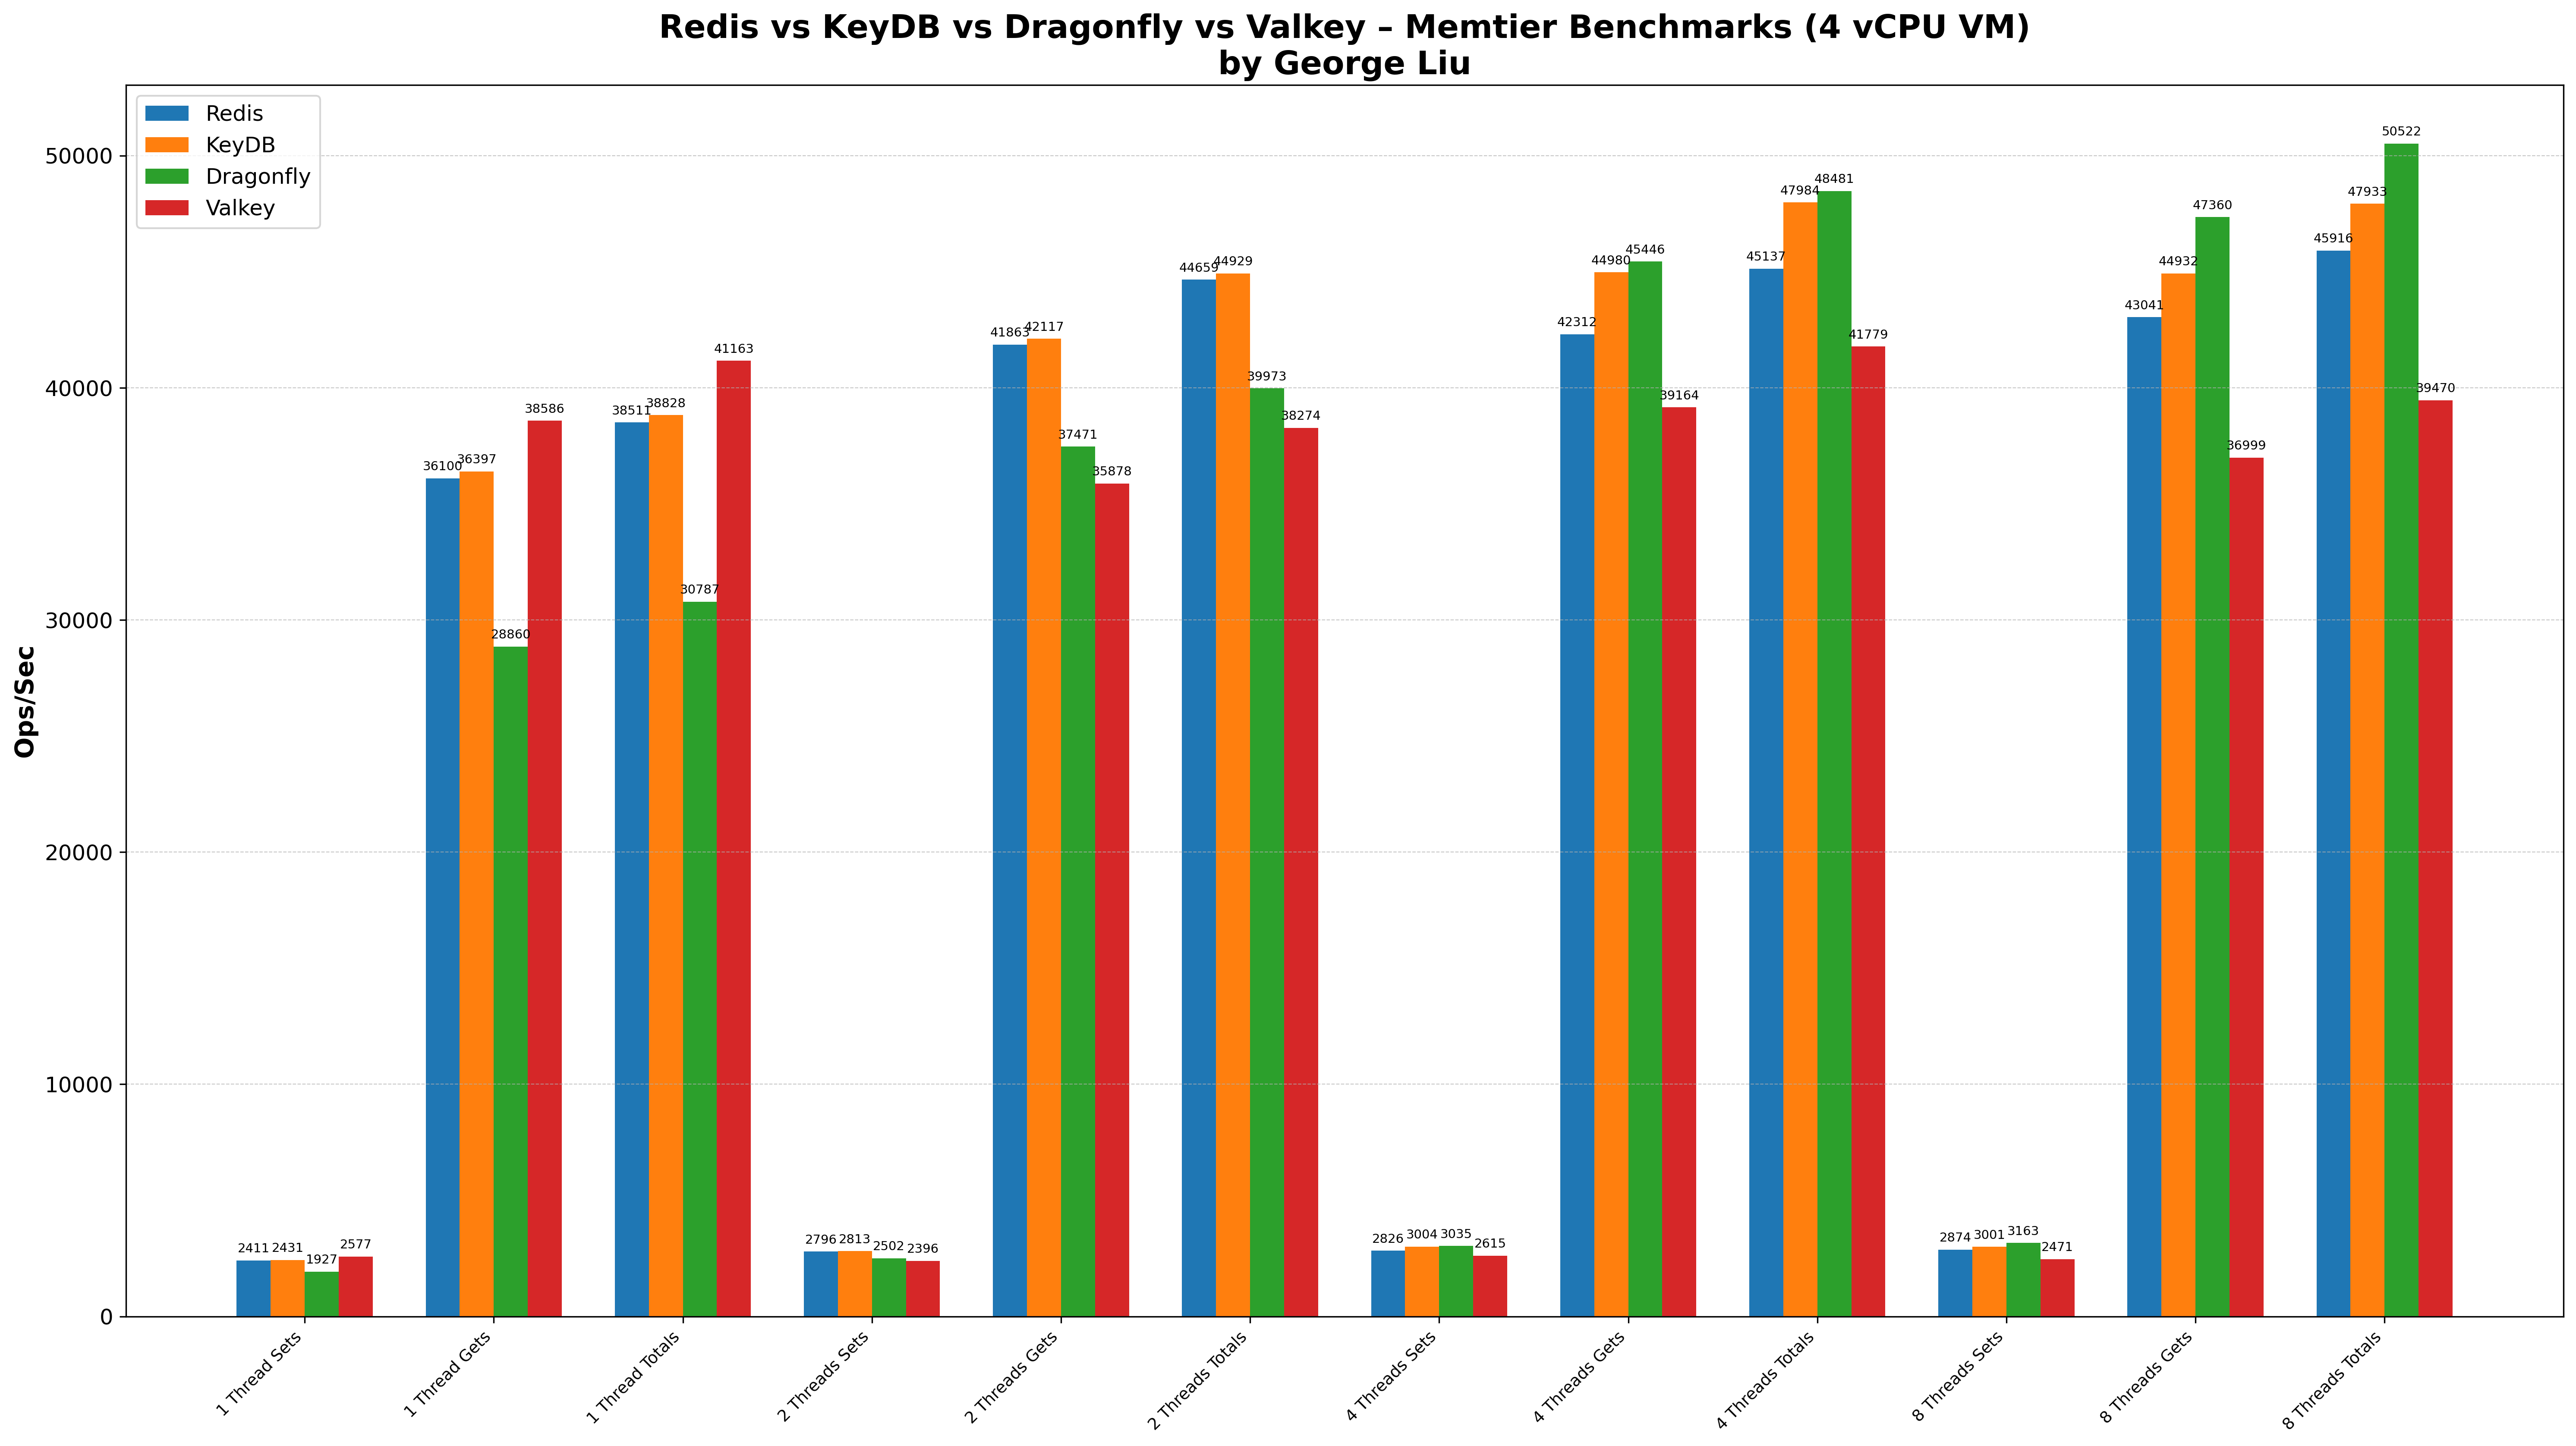 Redis vs KeyDB vs Dragonfly vs Valkey – Memtier Benchmarks (4 vCPU VM)
by George Liu
Redis
KeyDB
Dragonfly
Valkey
Ops/Sec
50000
40000
30000
20000
10000
0
2411 2431 1927 2577
36100 36397 28860 38586
38511 38828 30787 41163
2796 2813 2502 2396
41863 42117 37471 35878
44659 44929 39973 38274
2826 3004 3035 2615
42312 44980 45446 39164
45137 47984 48481 41779
2874 3001 3163 2471
43041 44932 47360 36999
45916 47933 50522 39470
1 Thread Sets
1 Thread Gets
1 Thread Totals
2 Threads Sets
2 Threads Gets
2 Threads Totals
4 Threads Sets
4 Threads Gets
4 Threads Totals
8 Threads Sets
8 Threads Gets
8 Threads Totals